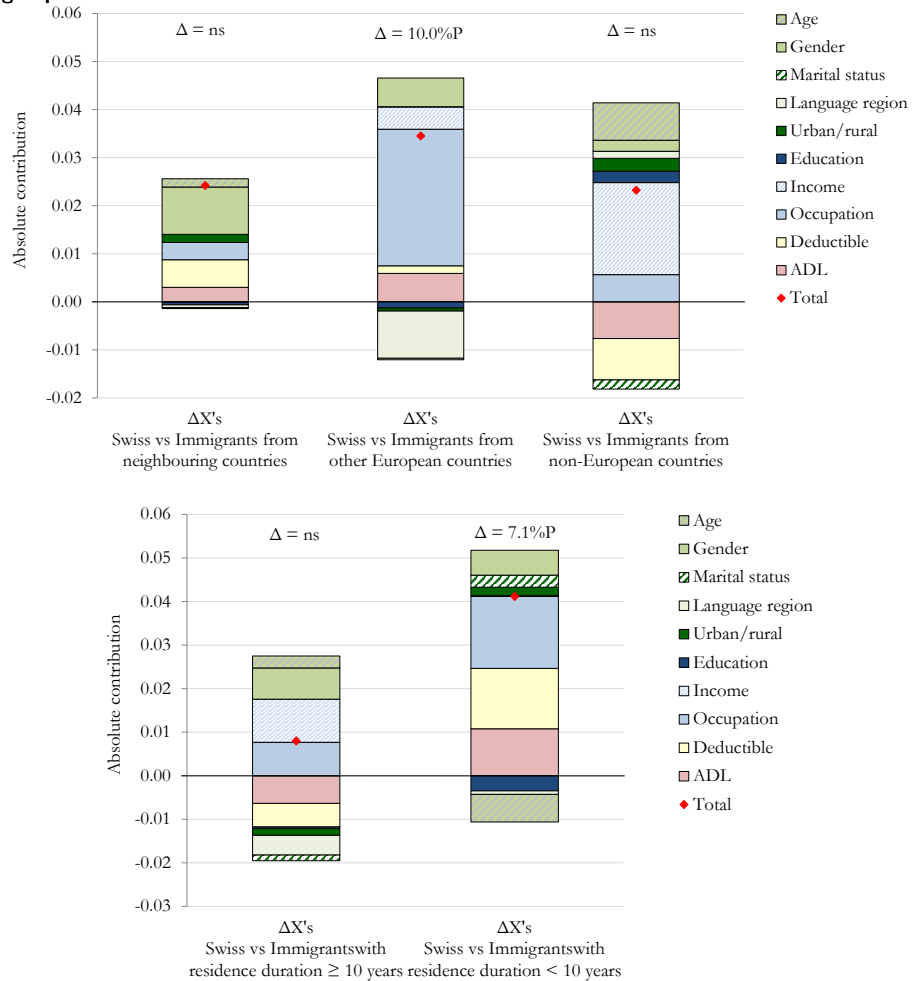 0.06
0.05
0.04
0.03
0.02
0.01
0.00
-0.01
-0.02
Absolute contribution
Δ = ns
Δ = 10.0%P
Δ = ns
ΔX's
Swiss vs Immigrants from
neighbouring countries
ΔX's
Swiss vs Immigrants from
other European countries
ΔX's
Swiss vs Immigrants from
non-European countries
Age
Gender
Marital status
Language region
Urban/rural
Education
Income
Occupation
Deductible
ADL
Total
0.06
0.05
0.04
0.03
0.02
0.01
0.00
-0.01
-0.02
-0.03
Absolute contribution
Δ = ns
Δ = 7.1%P
ΔX's
Swiss vs Immigrantswith
residence duration ≥ 10 years
ΔX's
Swiss vs Immigrantswith
residence duration < 10 years
Age
Gender
Marital status
Language region
Urban/rural
Education
Income
Occupation
Deductible
ADL
Total